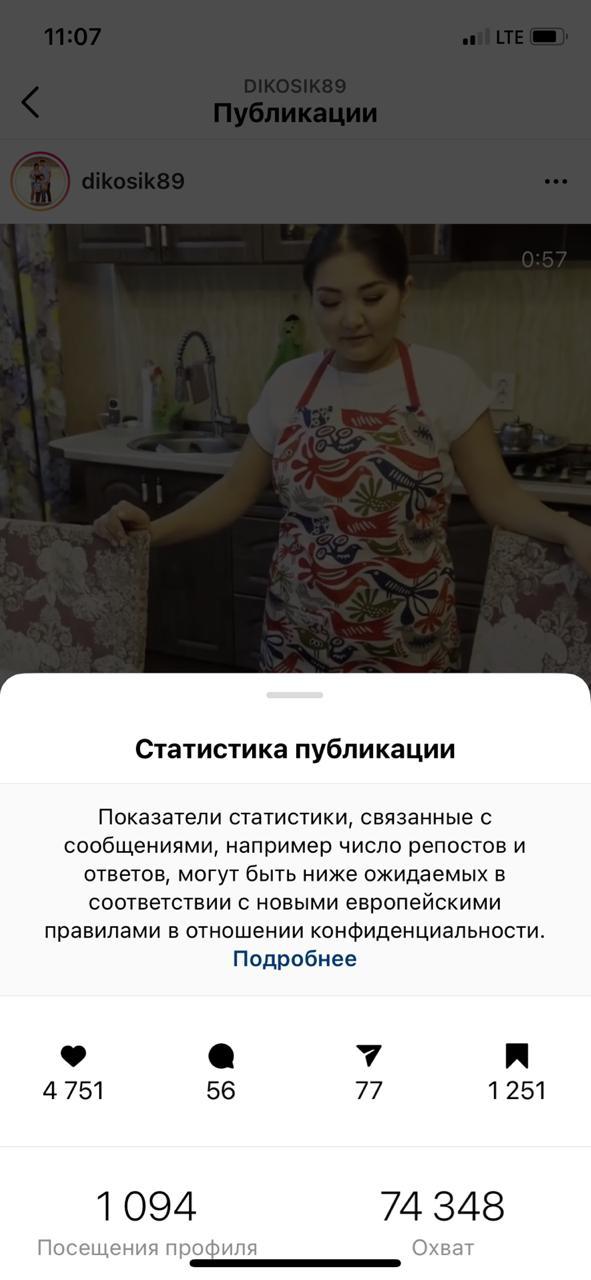 11:07
LTE
DIKOSIK89
Публикации
dikosik89
0:57
Статистика публикации
Показатели статистики, связанные с
сообщениями, например число репостов и
ответов, могут быть ниже ожидаемых в
соответствии с новыми европейскими
правилами в отношении конфиденциальности.
Подробнее
4 751
56
77
1 251
1 094
74 348
Посещения профиля
Охват